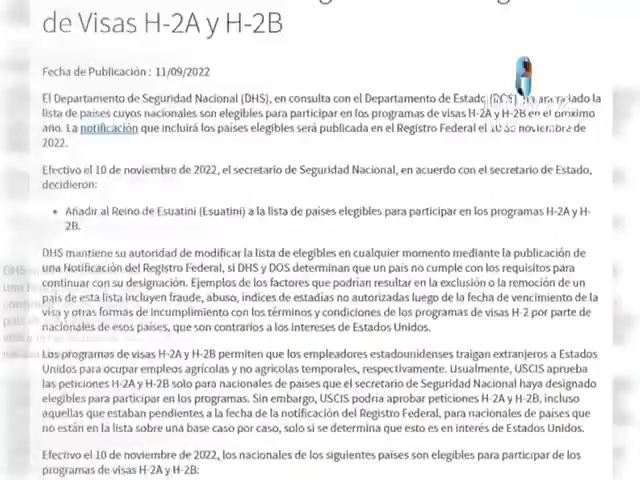 de Visas H-2A y H-2B
Fecha de Publicación : 11/09/2022
El Departamento de Seguridad Nacional (DHS), en consulta con el Departamento de Estado (DOS), ha anunciado la
lista de países cuyos nacionales son elegibles para participar en los programas de visas H-2A y H-2B en el próximo
año. La notificación que incluirá los países elegibles será publicada en el Registro Federal el 10 de noviembre de
2022.
Efectivo el 10 de noviembre de 2022, el secretario de Seguridad Nacional, en acuerdo con el secretario de Estado,
decidieron:
• Añadir al Reino de Esuatini (Esuatini) a la lista de países elegibles para participar en los programas H-2A y H-
2B.
DHS mantiene su autoridad de modificar la lista de elegibles en cualquier momento mediante la publicación de
una Notificación del Registro Federal, si DHS y DOS determinan que un país no cumple con los requisitos para
continuar con su designación. Ejemplos de los factores que podrían resultar en la exclusión o la remoción de un
país de esta lista incluyen fraude, abuso, índices de estadías no autorizadas luego de la fecha de vencimiento de la
visa y otras formas de incumplimiento con los términos y condiciones de los programas de visas H-2 por parte de
nacionales de esos países, que son contrarios a los intereses de Estados Unidos.
Los programas de visas H-2A y H-2B permiten que los empleadores estadounidenses traigan extranjeros a Estados
Unidos para ocupar empleos agrícolas y no agrícolas temporales, respectivamente. Usualmente, USCIS aprueba
las peticiones H-2A y H-2B solo para nacionales de países que el secretario de Seguridad Nacional haya designado
elegibles para participar en los programas. Sin embargo, USCIS podría aprobar peticiones H-2A y H-2B, incluso
aquellas que estaban pendientes a la fecha de la notificación del Registro Federal, para nacionales de países que
no están en la lista sobre una base caso por caso, solo si se determina que esto es en interés de Estados Unidos.
Efectivo el 10 de noviembre de 2022, los nacionales de los siguientes países son elegibles para participar de los
programas de visas H-2A y H-2B: